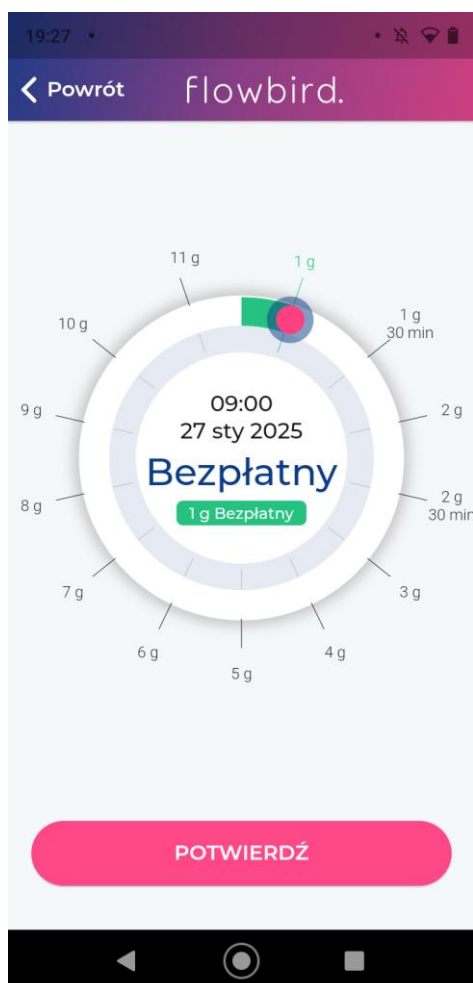 19:27
Powrót
flowbird.
11 g
1 g
10 g
1 g
30 min
9 g
2 g
09:00
27 sty 2025
Bezpłatny
1 g Bezpłatny
8 g
2 g
30 min
7 g
3 g
6 g
4 g
5 g
POTWIERDŹ